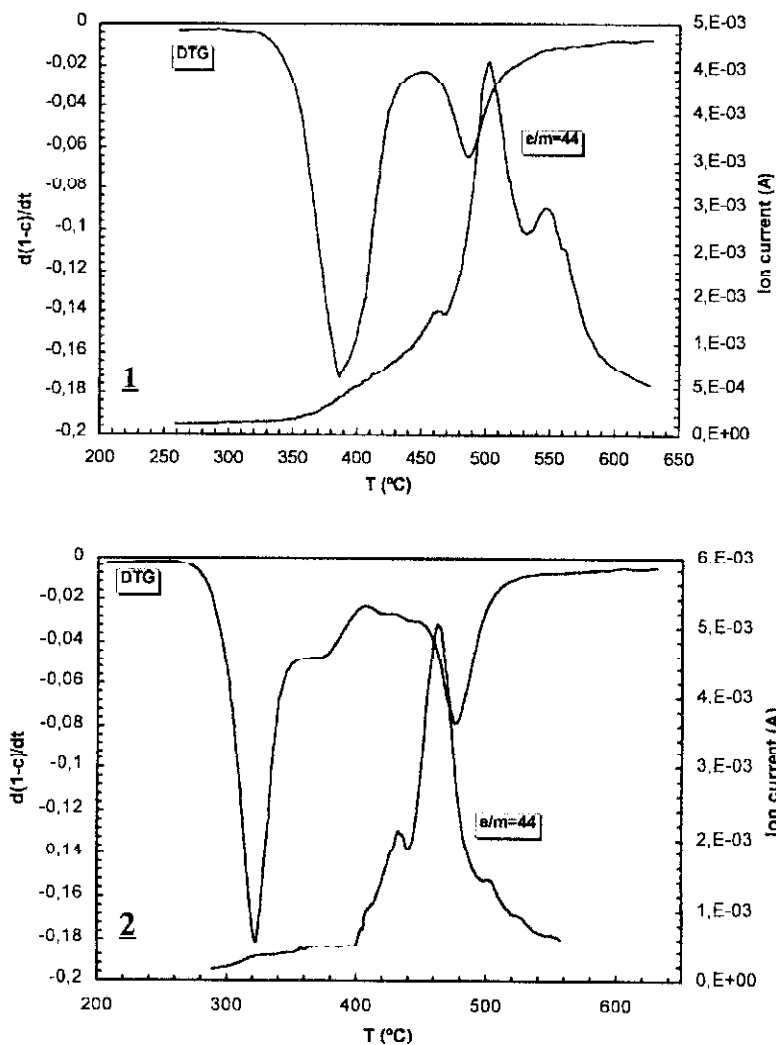 0
-0,02
-0,04
-0,06
-0,08
-0,1
-0,12
-0,14
-0,16
-0,18
-0,2
d(1-c)/dt
DTG
e/m=44
1
5,E-03
4,E-03
4,E-03
3,E-03
3,E-03
2,E-03
2,E-03
1,E-03
5,E-04
0,E+00
Ion current (A)
200 250 300 350 400 450 500 550 600 650
T (ºC)
0
-0,02
-0,04
-0,06
-0,08
-0,1
-0,12
-0,14
-0,16
-0,18
-0,2
d(1-c)/dt
DTG
e/m=44
2
6,E-03
5,E-03
4,E-03
3,E-03
2,E-03
1,E-03
0,E+00
Ion current (A)
200 300 400 500 600
T (ºC)